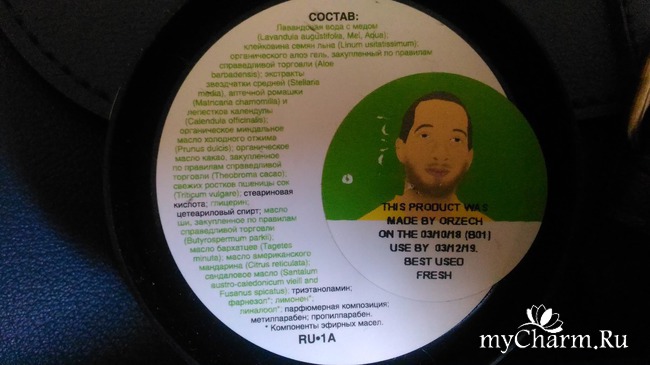 СОСТАВ:
Лавандовая вода с медом
(Lavandula augustifolis, Mel, Aqua);
клейковина семян льна (Linum usitatissimum);
органического алоэ гель, закупленный по правилам
справедливой торговли (Aloe
barbadensis); экстракты
звездчатки средней (Stellaria
media), аптечной ромашки
(Matricaria chamomilla) и
лепестков календулы
(Calendula officinalis);
органическое миндальное
масло холодного отжима
(Prunus dulcis); органическое
масло какао, закупленное
по правилам справедливой
торговли (Theobroma cacao);
свежих ростков пшеницы сок
(Triticum vulgare); стеариновая
кислота; глицерин;
цетеариловый спирт; масло
ши, закупленное по правилам
справедливой торговли
(Butyrospermum parkii);
масло бархатцев (Tagetes
minuta); масло американского
мандарина (Citrus reticulata);
сандаловое масло (Santalum
austro-caledonicum vieill and
Fusanus spicatus); триэтаноламин;
фарнезол*; лимонен*;
линалоол*; парфюмерная композиция;
метилпарабен; пропилпарабен.
* Компоненты эфирных масел.
RU•1A
THIS PRODUCT WAS
MADE BY ORZECH
ON THE 03/10/18 (B01)
USE BY 03/12/19.
BEST USED
FRESH
myCharm.Ru